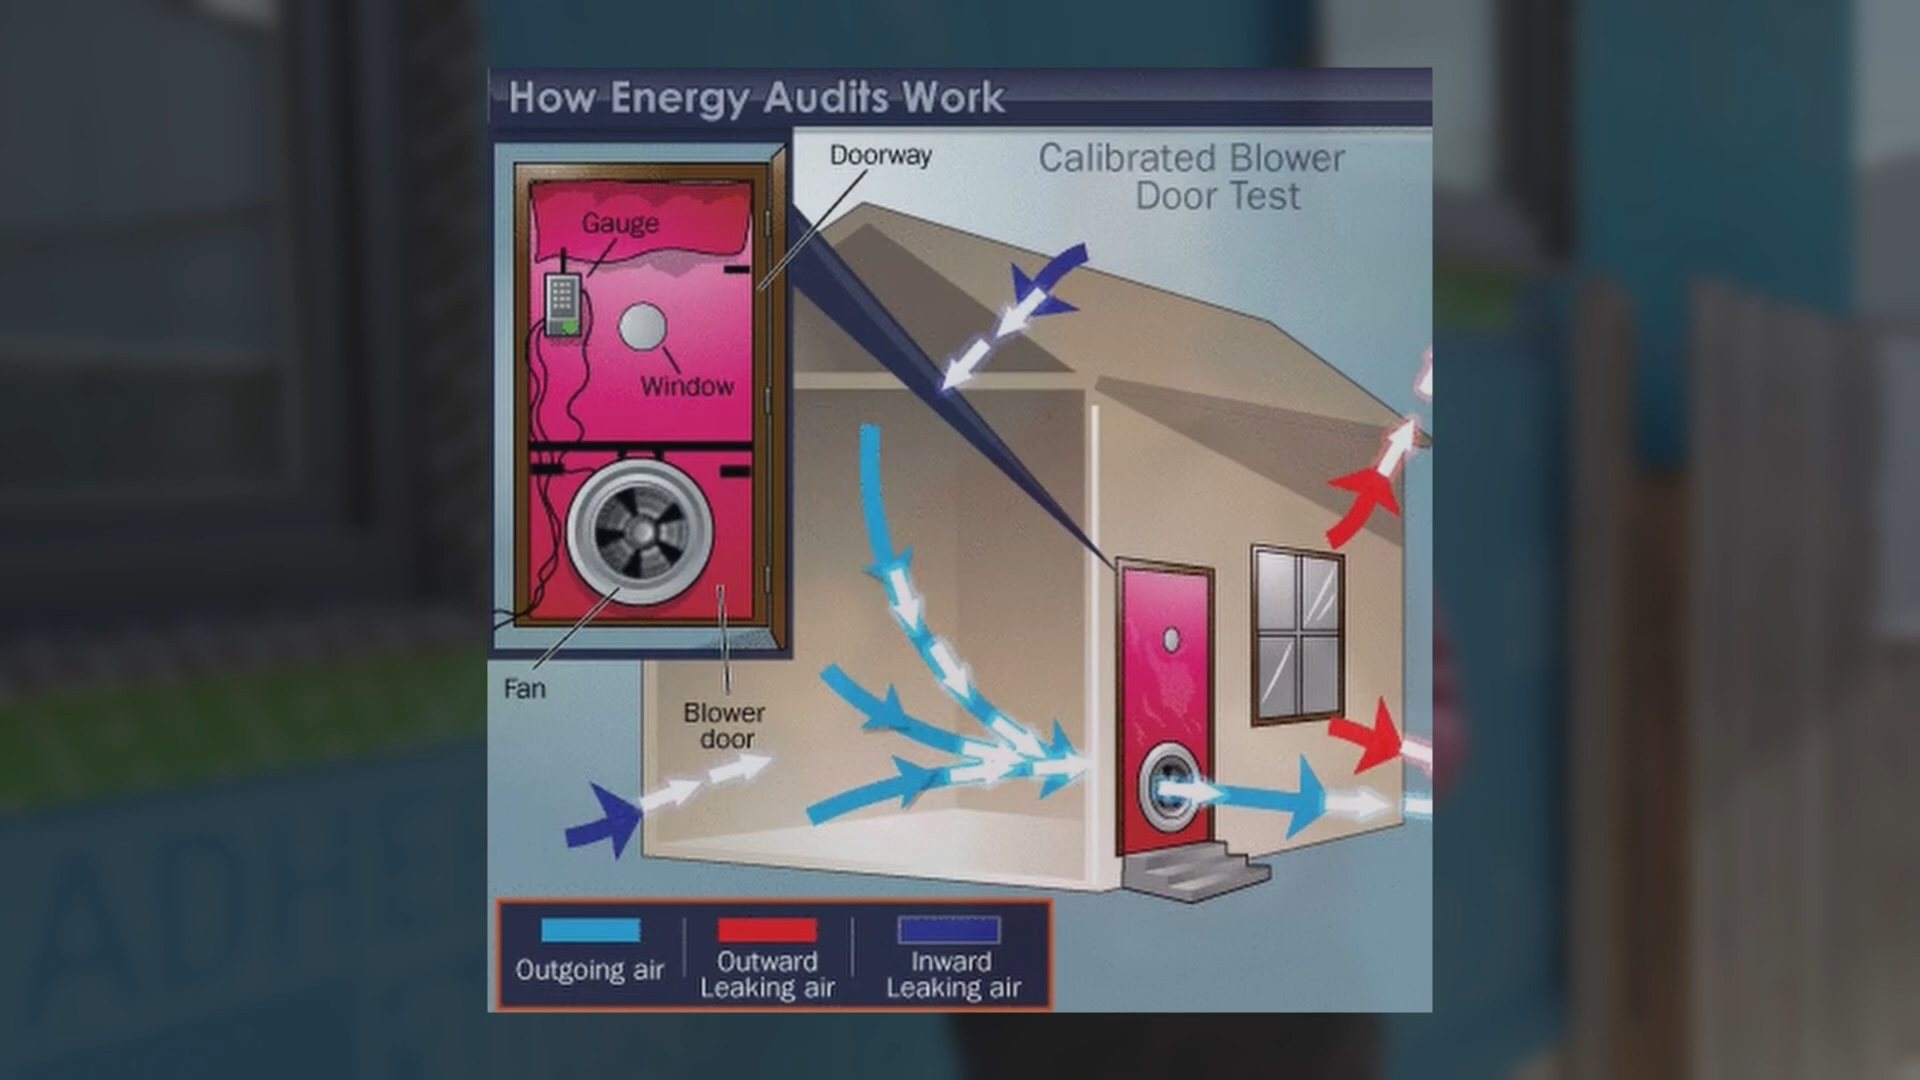 How Energy Audits Work
Doorway
Calibrated Blower
Door Test
Gauge
Window
Fan
Blower
door
Outgoing air
Outward
Leaking air
Inward
Leaking air